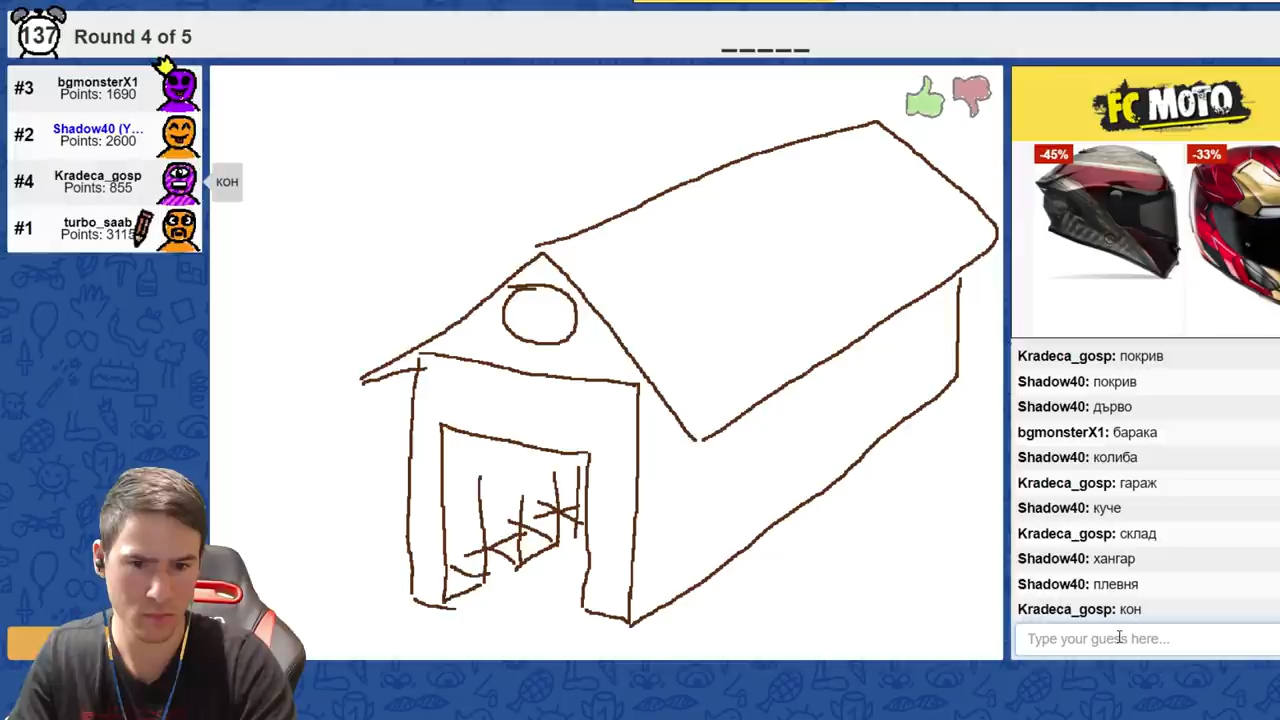 137
Round 4 of 5
_____
#3
bgmonsterX1
Points: 1690
#2
Shadow40 (Y...
Points: 2600
#4
Kradeca_gosp
Points: 855
КОН
#1
turbo_saab
Points: 3115
FC MOTO
-45%
-33%
Kradeca_gosp: покрив
Shadow40: покрив
Shadow40: дърво
bgmonsterX1: барака
Shadow40: колиба
Kradeca_gosp: гараж
Shadow40: куче
Kradeca_gosp: склад
Shadow40: хангар
Shadow40: плевня
Kradeca_gosp: кон
Type your guess here...